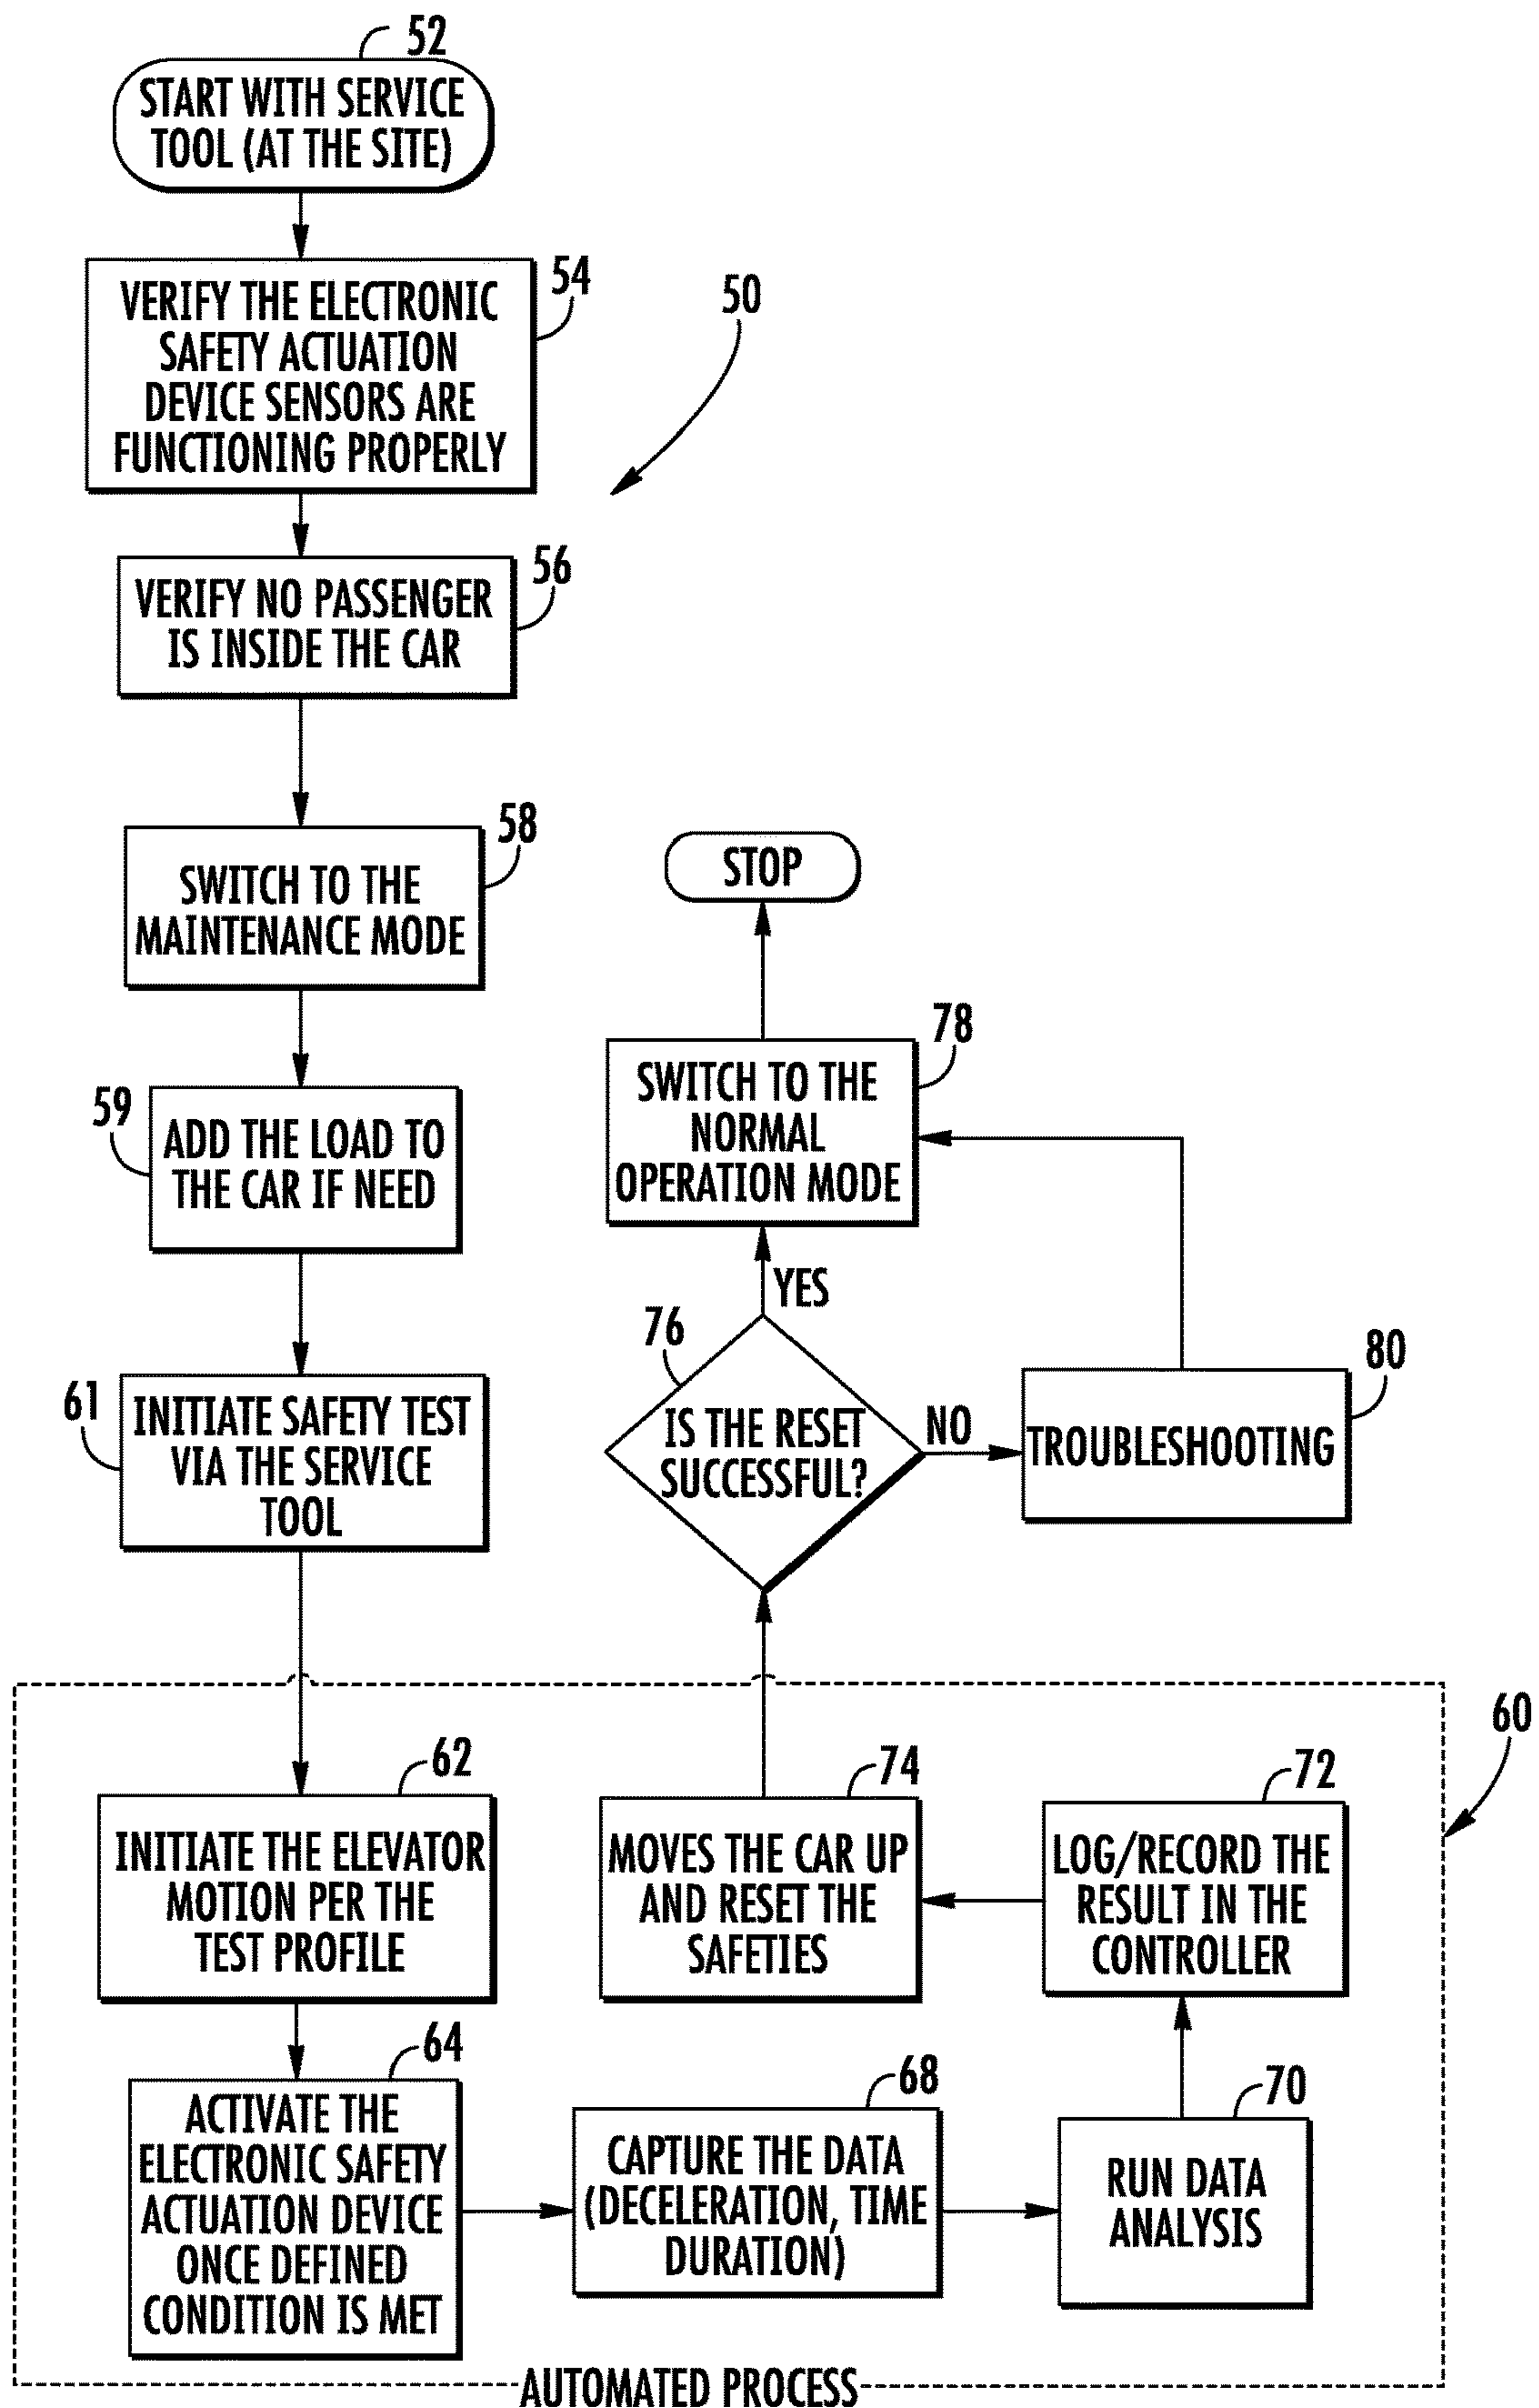 52
START WITH SERVICE
TOOL (AT THE SITE)
54
VERIFY THE ELECTRONIC
SAFETY ACTUATION
DEVICE SENSORS ARE
FUNCTIONING PROPERLY
50
56
VERIFY NO PASSENGER
IS INSIDE THE CAR
58
SWITCH TO THE
MAINTENANCE MODE
59
ADD THE LOAD TO
THE CAR IF NEED
61
INITIATE SAFETY TEST
VIA THE SERVICE
TOOL
STOP
78
SWITCH TO THE
NORMAL
OPERATION MODE
YES
76
IS THE RESET
SUCCESSFUL?
NO
80
TROUBLESHOOTING
60
62
INITIATE THE ELEVATOR
MOTION PER THE
TEST PROFILE
74
MOVES THE CAR UP
AND RESET THE
SAFETIES
72
LOG/RECORD THE
RESULT IN THE
CONTROLLER
64
ACTIVATE THE
ELECTRONIC SAFETY
ACTUATION DEVICE
ONCE DEFINED
CONDITION IS MET
68
CAPTURE THE DATA
(DECELERATION, TIME
DURATION)
70
RUN DATA
ANALYSIS
AUTOMATED PROCESS